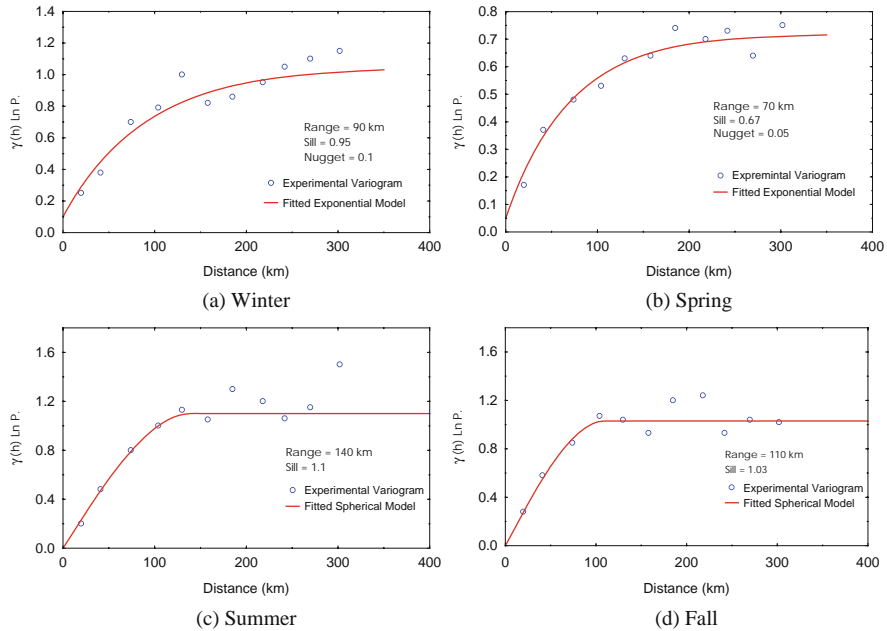 1.4
1.2
1.0
0.8
0.6
0.4
0.2
0.0
γ(h) Ln P.
Range = 90 km
Sill = 0.95
Nugget = 0.1
Experimental Variogram
Fitted Exponential Model
0 100 200 300 400
Distance (km)
(a) Winter
0.8
0.7
0.6
0.5
0.4
0.3
0.2
0.1
0.0
γ(h) Ln P.
Range = 70 km
Sill = 0.67
Nugget = 0.05
Expremintal Variogram
Fitted Exponential Model
0 100 200 300 400
Distance (km)
(b) Spring
1.6
1.2
0.8
0.4
0.0
γ(h) Ln P.
Range = 140 km
Sill = 1.1
Experimental Variogram
Fitted Spherical Model
0 100 200 300 400
Distance (km)
(c) Summer
1.6
1.2
0.8
0.4
0.0
γ(h) Ln P.
Range = 110 km
Sill = 1.03
Experimental Variogram
Fitted Spherical Model
0 100 200 300 400
Distance (km)
(d) Fall